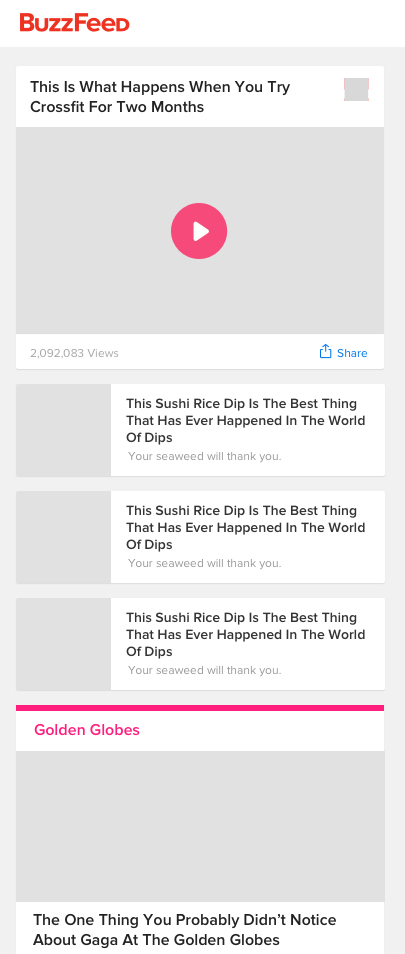 BuzzFeed
This Is What Happens When You Try
Crossfit For Two Months
2,092,083 Views
Share
This Sushi Rice Dip Is The Best Thing
That Has Ever Happened In The World
Of Dips
Your seaweed will thank you.
This Sushi Rice Dip Is The Best Thing
That Has Ever Happened In The World
Of Dips
Your seaweed will thank you.
This Sushi Rice Dip Is The Best Thing
That Has Ever Happened In The World
Of Dips
Your seaweed will thank you.
Golden Globes
The One Thing You Probably Didn’t Notice
About Gaga At The Golden Globes